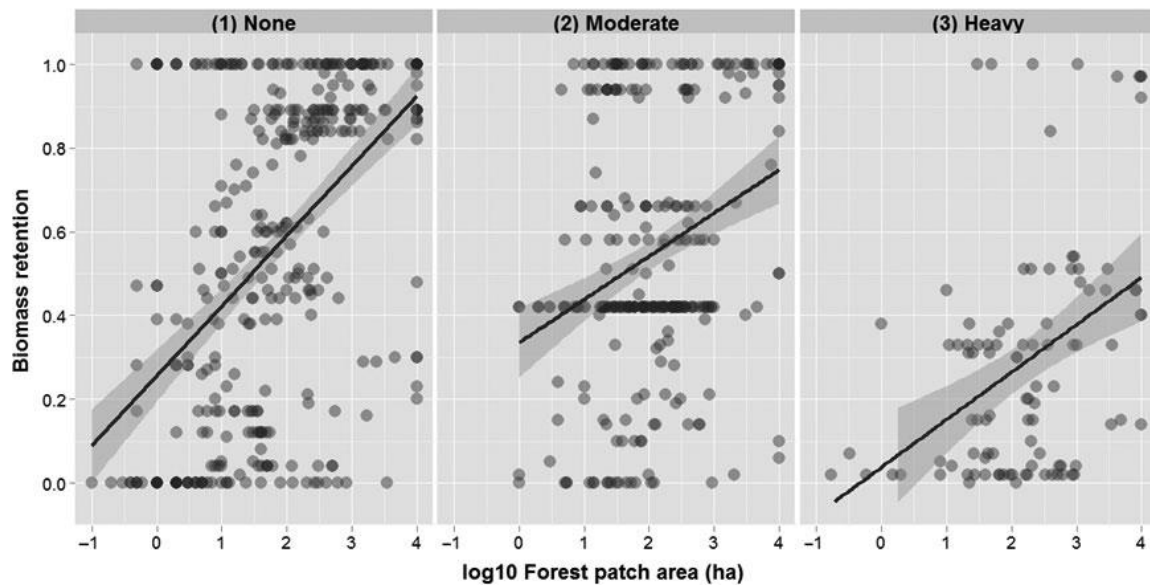 (1) None (2) Moderate (3) Heavy
Biomass retention
1.0
0.8
0.6
0.4
0.2
0.0
−1 0 1 2 3 4 −1 0 1 2 3 4 −1 0 1 2 3 4
log10 Forest patch area (ha)